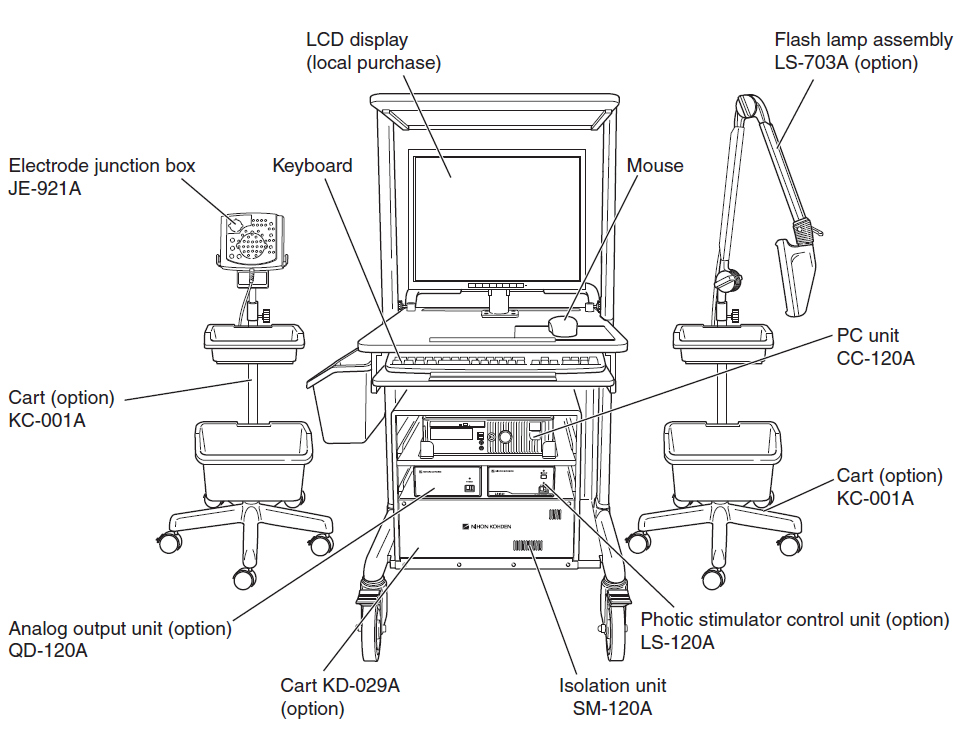 LCD display
(local purchase)
Flash lamp assembly
LS-703A (option)
Electrode junction box
JE-921A
Keyboard
Mouse
PC unit
CC-120A
Cart (option)
KC-001A
Cart (option)
KC-001A
NIHON KOHDEN
Analog output unit (option)
QD-120A
Photic stimulator control unit (option)
LS-120A
Cart KD-029A
(option)
Isolation unit
SM-120A